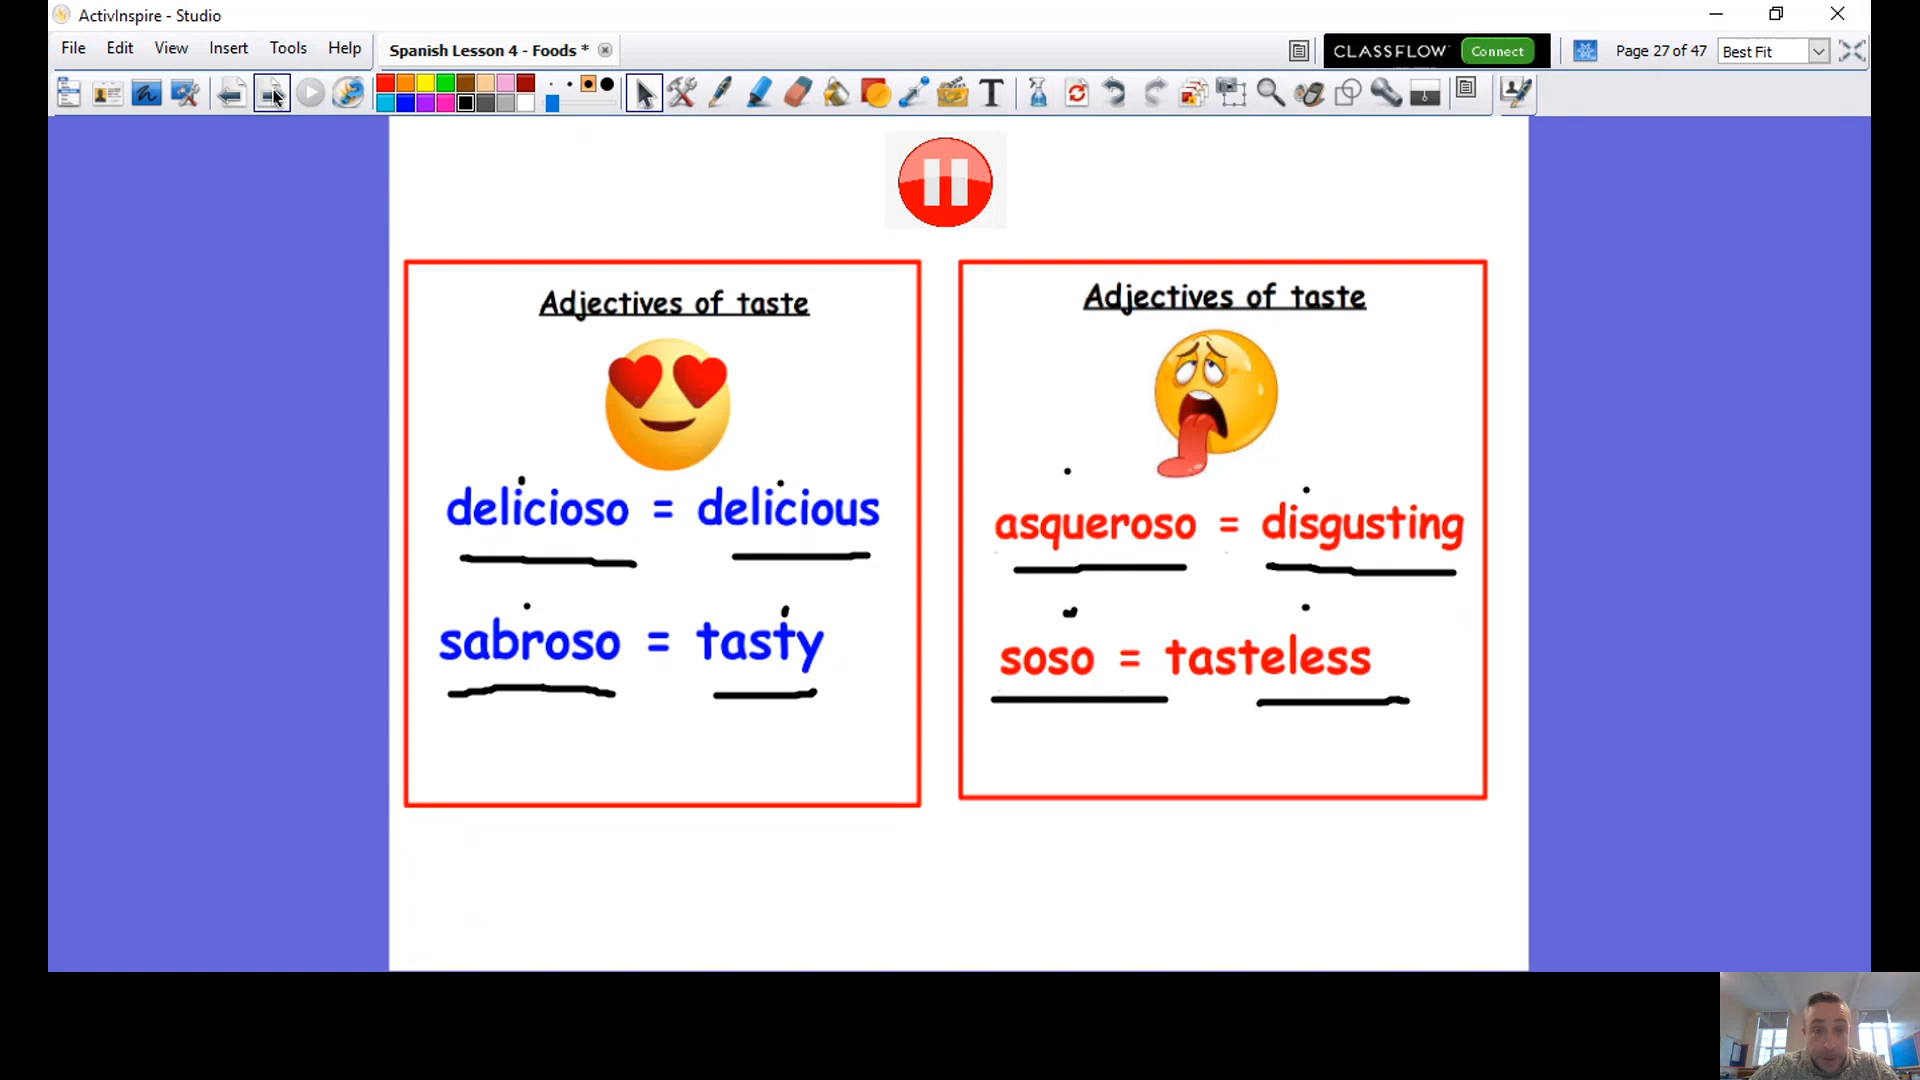 ActivInspire - Studio
File Edit View Insert Tools Help
Spanish Lesson 4 - Foods *
CLASSFLOW Connect
Page 27 of 47
Best Fit
Adjectives of taste
delicioso = delicious
sabroso = tasty
Adjectives of taste
asqueroso = disgusting
soso = tasteless